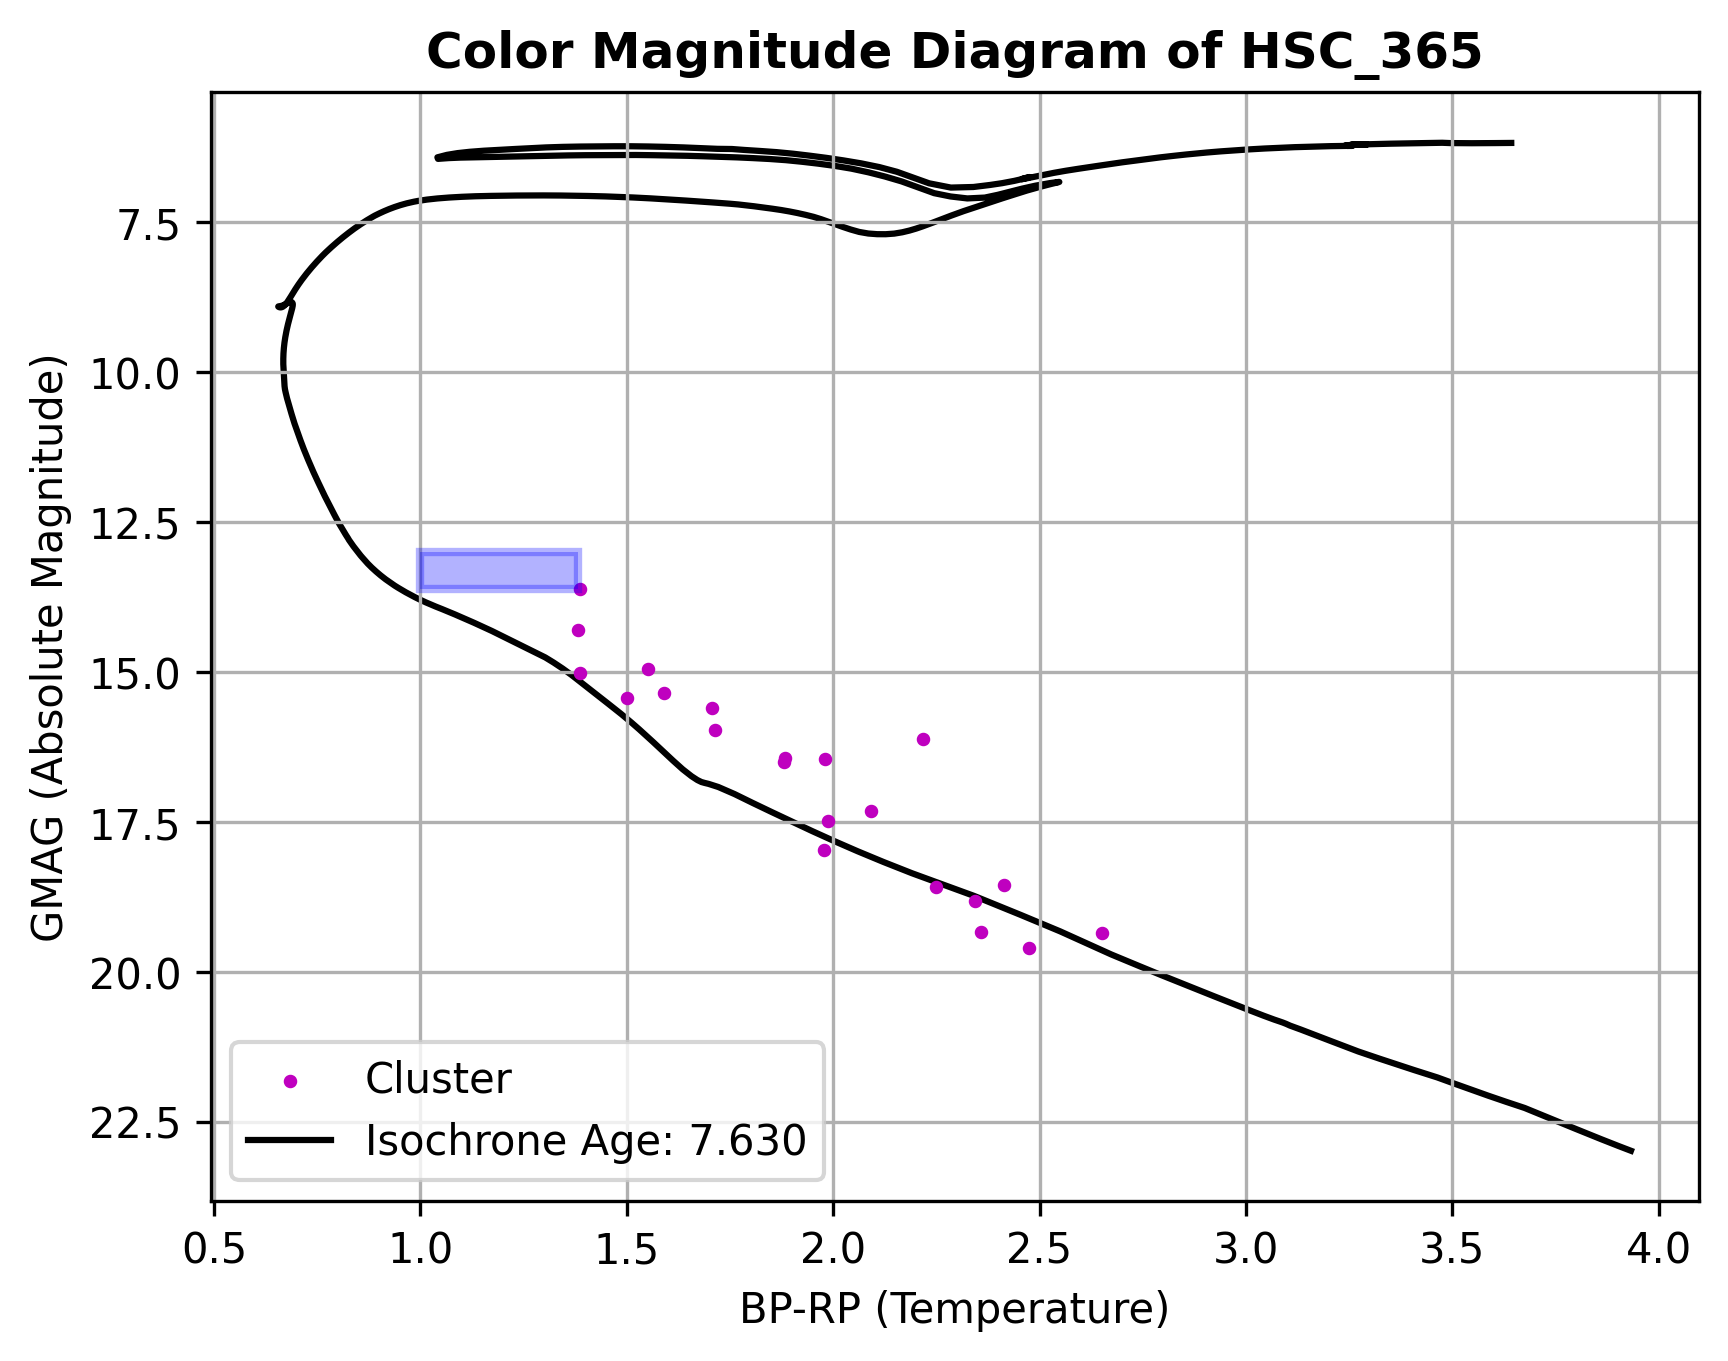 Color Magnitude Diagram of HSC_365
GMAG (Absolute Magnitude)
7.5
10.0
12.5
15.0
17.5
20.0
22.5
Cluster
Isochrone Age: 7.630
0.5 1.0 1.5 2.0 2.5 3.0 3.5 4.0
BP-RP (Temperature)